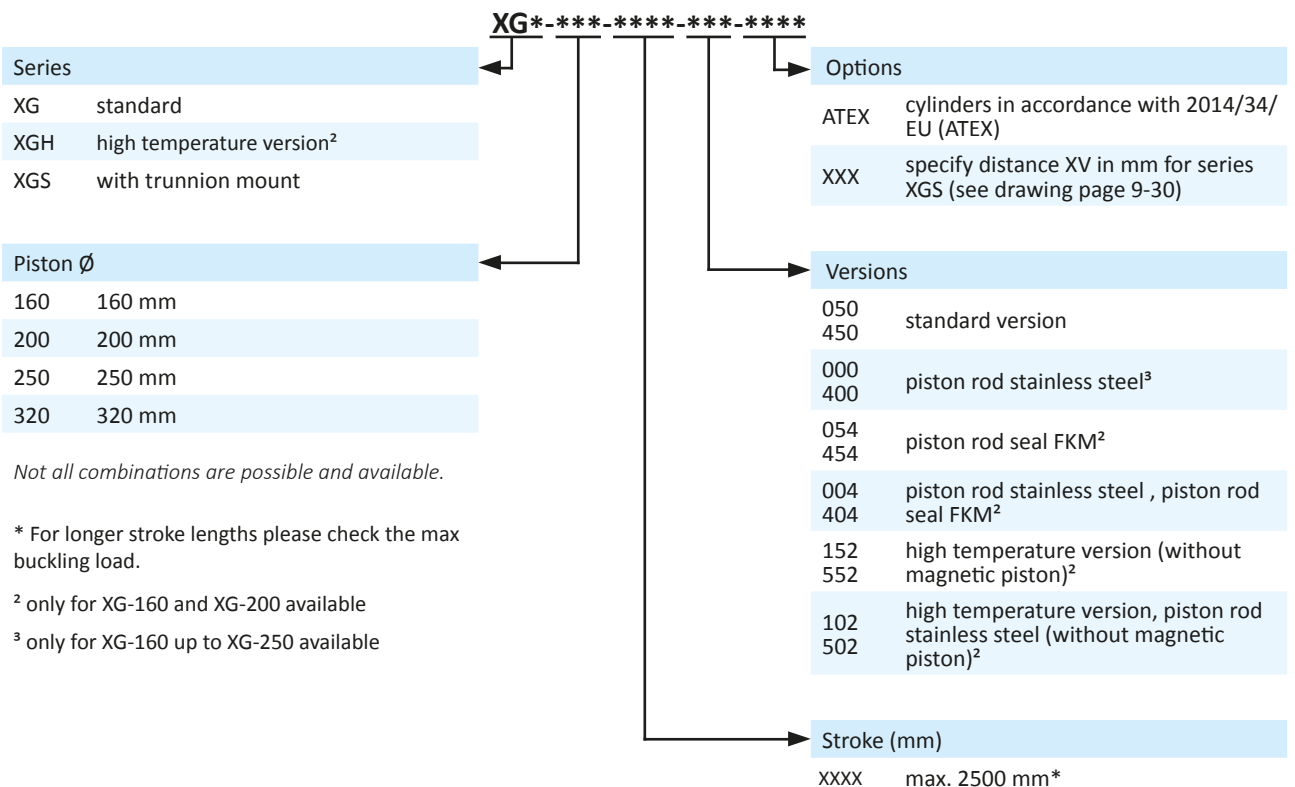 XG*-***-****-***-****
Series
XG standard
XGH high temperature version²
XGS with trunnion mount
Piston Ø
160 160 mm
200 200 mm
250 250 mm
320 320 mm
Not all combinations are possible and available.
* For longer stroke lengths please check the max
buckling load.
² only for XG-160 and XG-200 available
³ only for XG-160 up to XG-250 available
Options
ATEX cylinders in accordance with 2014/34/
EU (ATEX)
XXX specify distance XV in mm for series
XGS (see drawing page 9-30)
Versions
050
450
standard version
000
400
piston rod stainless steel³
054
454
piston rod seal FKM²
004 piston rod stainless steel , piston rod
404 seal FKM²
152 high temperature version (without
552 magnetic piston)²
102
502
high temperature version, piston rod
stainless steel (without magnetic
piston)²
Stroke (mm)
XXXX max. 2500 mm*